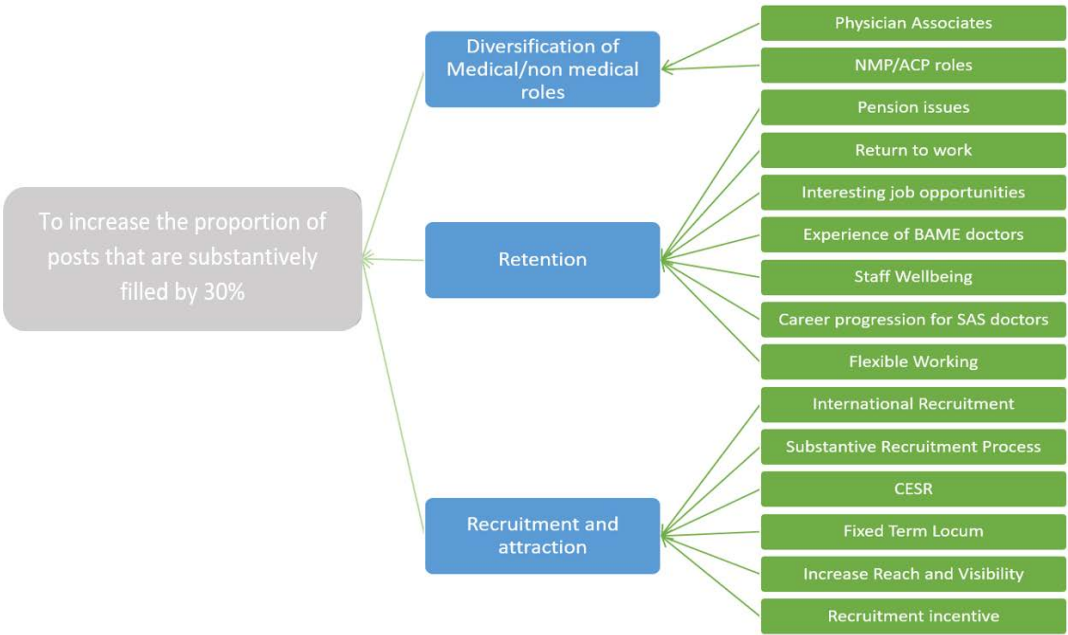 To increase the proportion of
posts that are substantively
filled by 30%
Diversification of
Medical/non medical
roles
Retention
Recruitment and
attraction
Physician Associates
NMP/ACP roles
Pension issues
Return to work
Interesting job opportunities
Experience of BAME doctors
Staff Wellbeing
Career progression for SAS doctors
Flexible Working
International Recruitment
Substantive Recruitment Process
CESR
Fixed Term Locum
Increase Reach and Visibility
Recruitment incentive